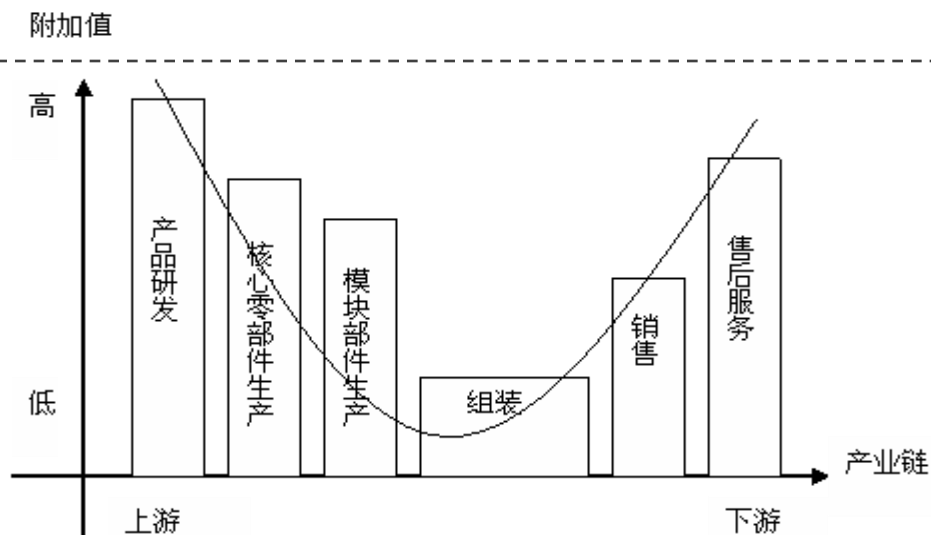 附加值
高
产品研发
核心零部件生产
模块部件生产
组装
销售
售后服务
低
产业链
上游
下游